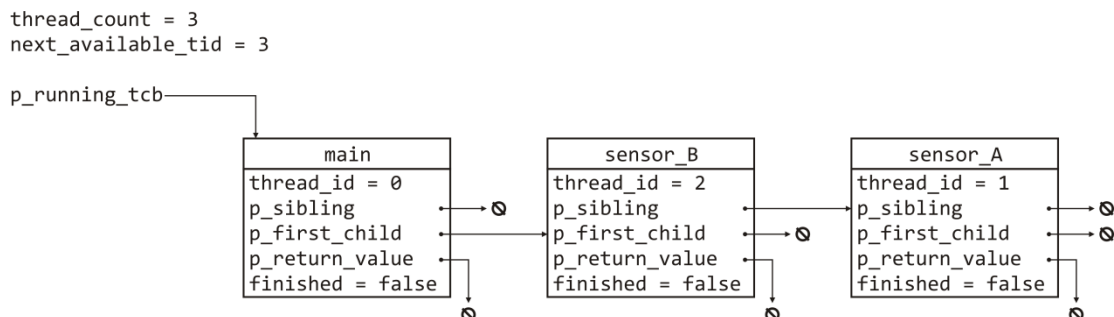 thread_count = 3
next_available_tid = 3
p_running_tcb
main
thread_id = 0
p_sibling Ø
p_first_child
p_return_value
finished = false
Ø
sensor_B
thread_id = 2
p_sibling
p_first_child Ø
p_return_value
finished = false
Ø
sensor_A
thread_id = 1
p_sibling Ø
p_first_child Ø
p_return_value
finished = false
Ø